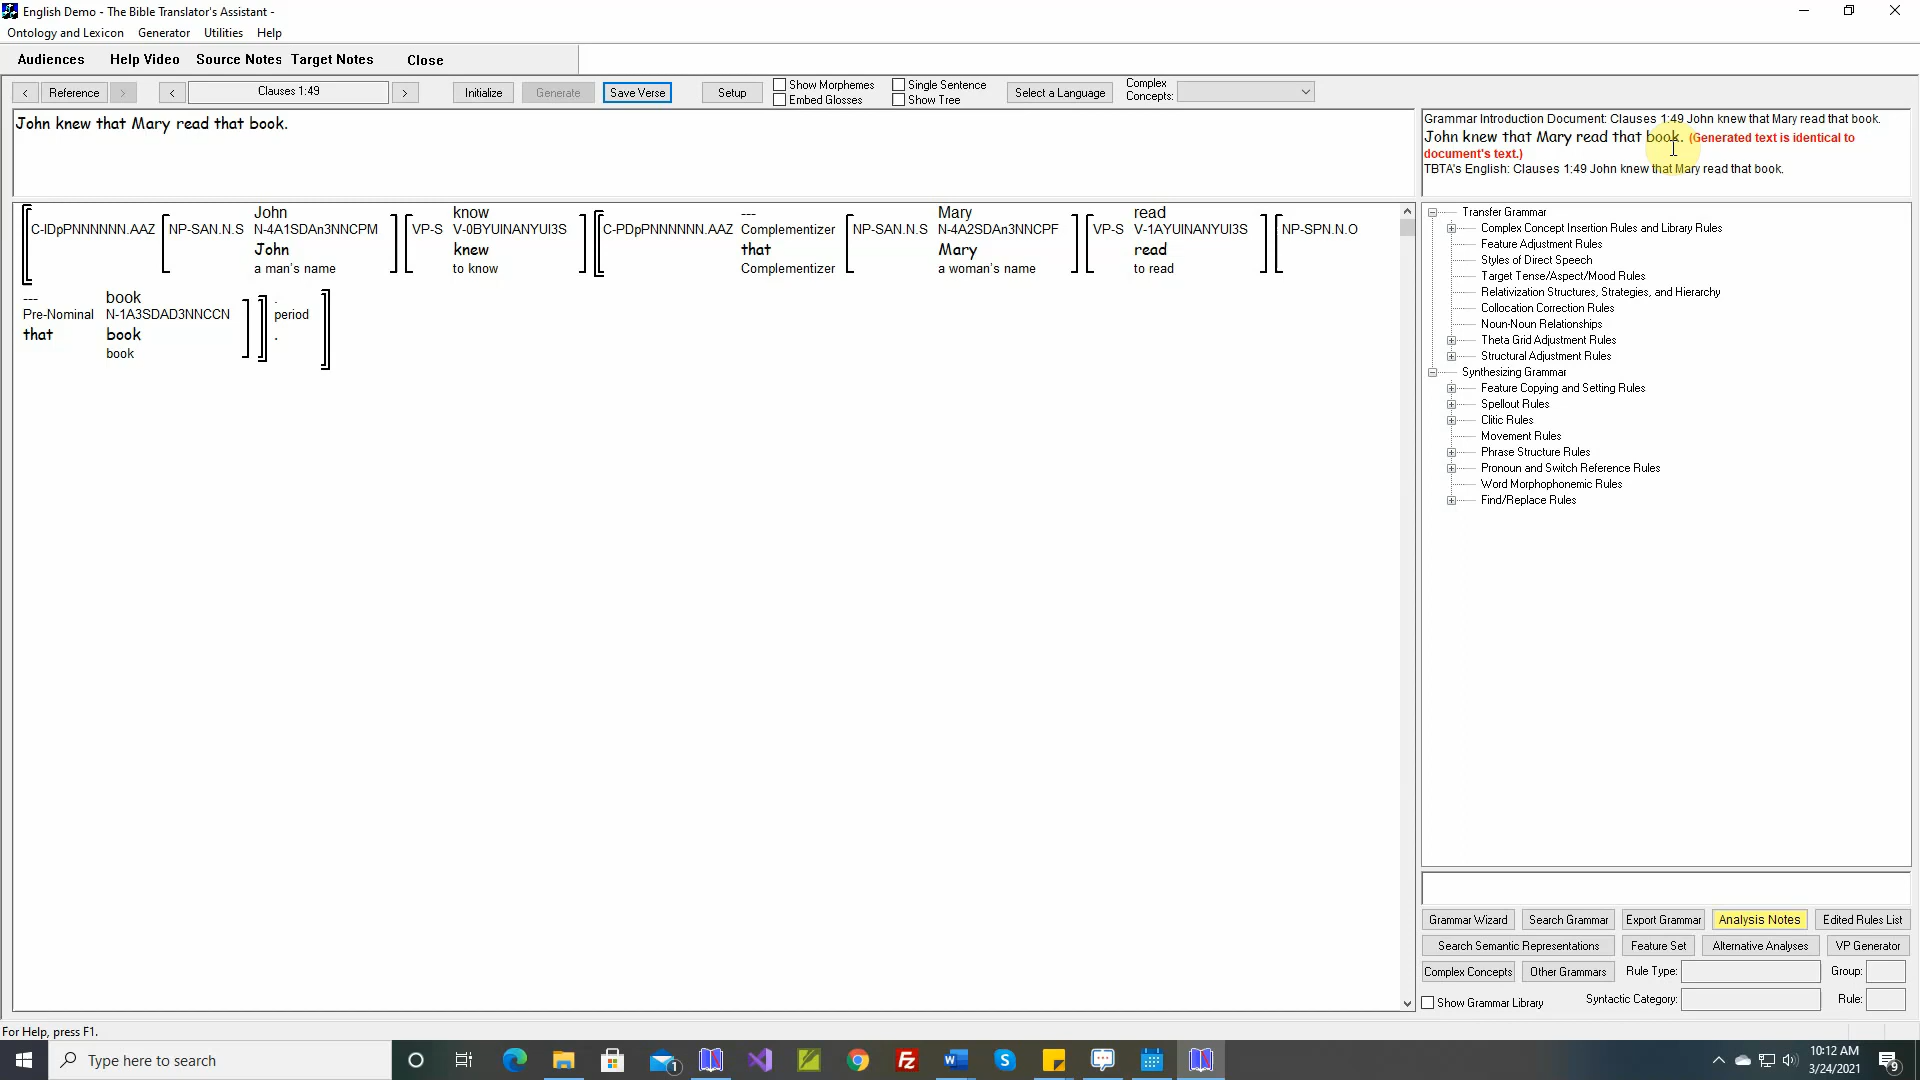 English Demo - The Bible Translator's Assistant -
Ontology and Lexicon Generator Utilities Help
Audiences Help Video Source Notes Target Notes Close
< Reference > < Clauses 1:49 > Initialize Generate Save Verse Setup Show Morphemes Single Sentence Select a Language Complex Concepts:
Embed Glosses Show Tree
John knew that Mary read that book.
Grammar Introduction Document: Clauses 1:49 John knew that Mary read that book.
John knew that Mary read that book. (Generated text is identical to
document's text.)
TBTA's English: Clauses 1:49 John knew that Mary read that book.
John know --- Mary read
C-IDpPNNNNNN.AAZ NP-SAN.N.S N-4A1SDAn3NNCPM VP-S V-0BYUINANYUI3S C-PDpPNNNNNN.AAZ Complementizer NP-SAN.N.S N-4A2SDAn3NNCPF VP-S V-1AYUINANYUI3S NP-SPN.N.O
John knew that Mary read
a man's name to know Complementizer a woman's name to read
--- book .
Pre-Nominal N-1A3SDAD3NNCCN period
that book .
book
Transfer Grammar
Complex Concept Insertion Rules and Library Rules
Feature Adjustment Rules
Styles of Direct Speech
Target Tense/Aspect/Mood Rules
Relativization Structures, Strategies, and Hierarchy
Collocation Correction Rules
Noun-Noun Relationships
Theta Grid Adjustment Rules
Structural Adjustment Rules
Synthesizing Grammar
Feature Copying and Setting Rules
Spellout Rules
Clitic Rules
Movement Rules
Phrase Structure Rules
Pronoun and Switch Reference Rules
Word Morphophonemic Rules
Find/Replace Rules
Grammar Wizard Search Grammar Export Grammar Analysis Notes Edited Rules List
Search Semantic Representations Feature Set Alternative Analyses VP Generator
Complex Concepts Other Grammars Rule Type: Group:
Show Grammar Library Syntactic Category: Rule:
For Help, press F1.
Type here to search
10:12 AM
3/24/2021
1
9